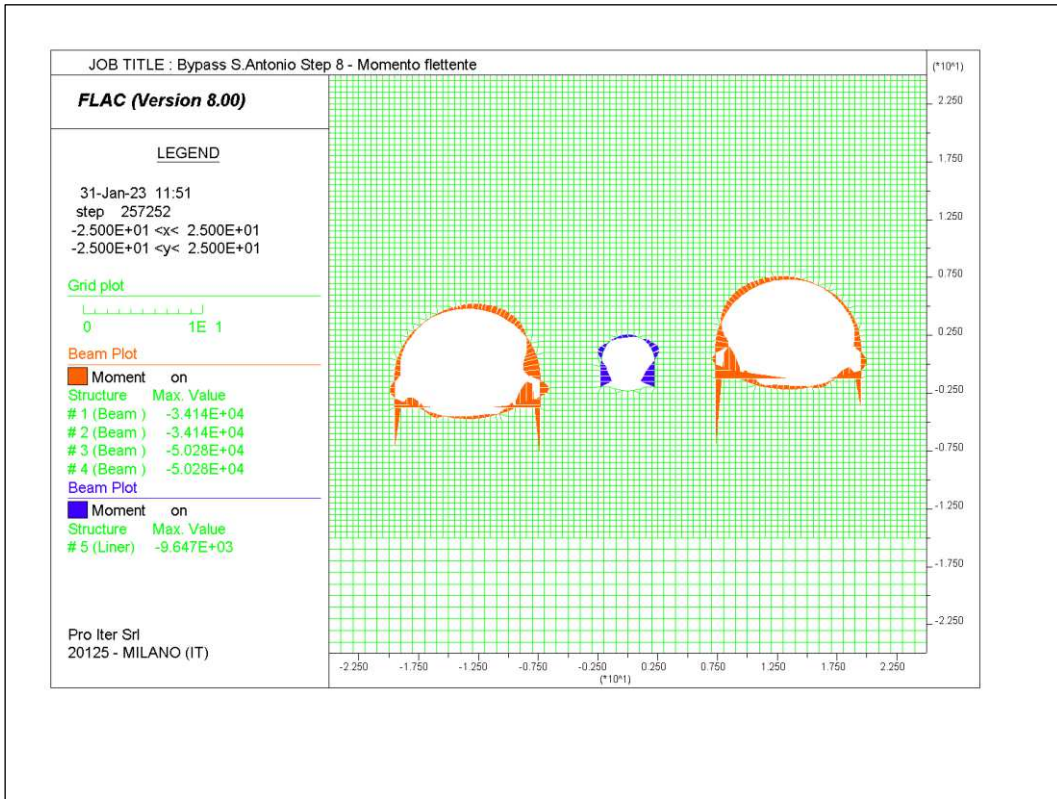 JOB TITLE : Bypass S.Antonio Step 8 - Momento flettente
FLAC (Version 8.00)
LEGEND
31-Jan-23 11:51
step 257252
-2.500E+01 <x< 2.500E+01
-2.500E+01 <y< 2.500E+01
Grid plot
0 1E 1
Beam Plot
Moment on
Structure Max. Value
# 1 (Beam ) -3.414E+04
# 2 (Beam ) -3.414E+04
# 3 (Beam ) -5.028E+04
# 4 (Beam ) -5.028E+04
Beam Plot
Moment on
Structure Max. Value
# 5 (Liner) -9.647E+03
Pro Iter Srl
20125 - MILANO (IT)
(*10^1)
2.250
1.750
1.250
0.750
0.250
-0.250
-0.750
-1.250
-1.750
-2.250
-2.250 -1.750 -1.250 -0.750 -0.250 0.250 0.750 1.250 1.750 2.250
(*10^1)